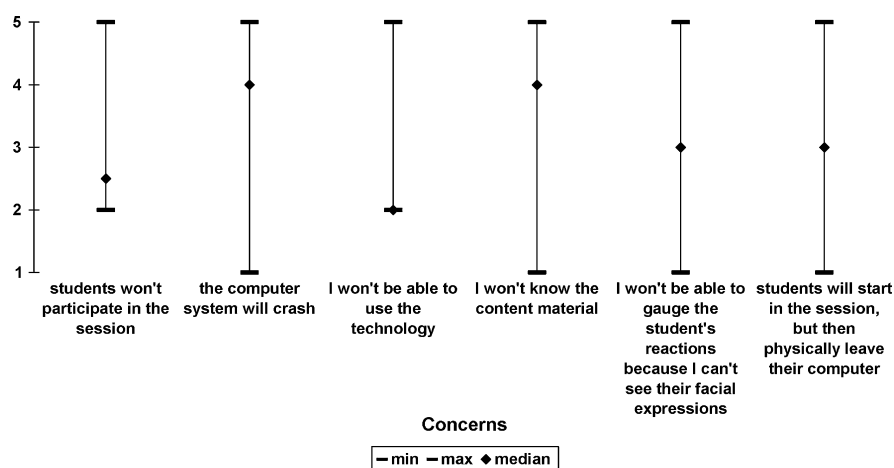 5
4
3
2
1
students won't
participate in the
session
the computer
system will crash
I won't be able to
use the
technology
I won't know the
content material
I won't be able to
gauge the
student's
reactions
because I can't
see their facial
expressions
students will start
in the session,
but then
physically leave
their computer
Concerns
min max median